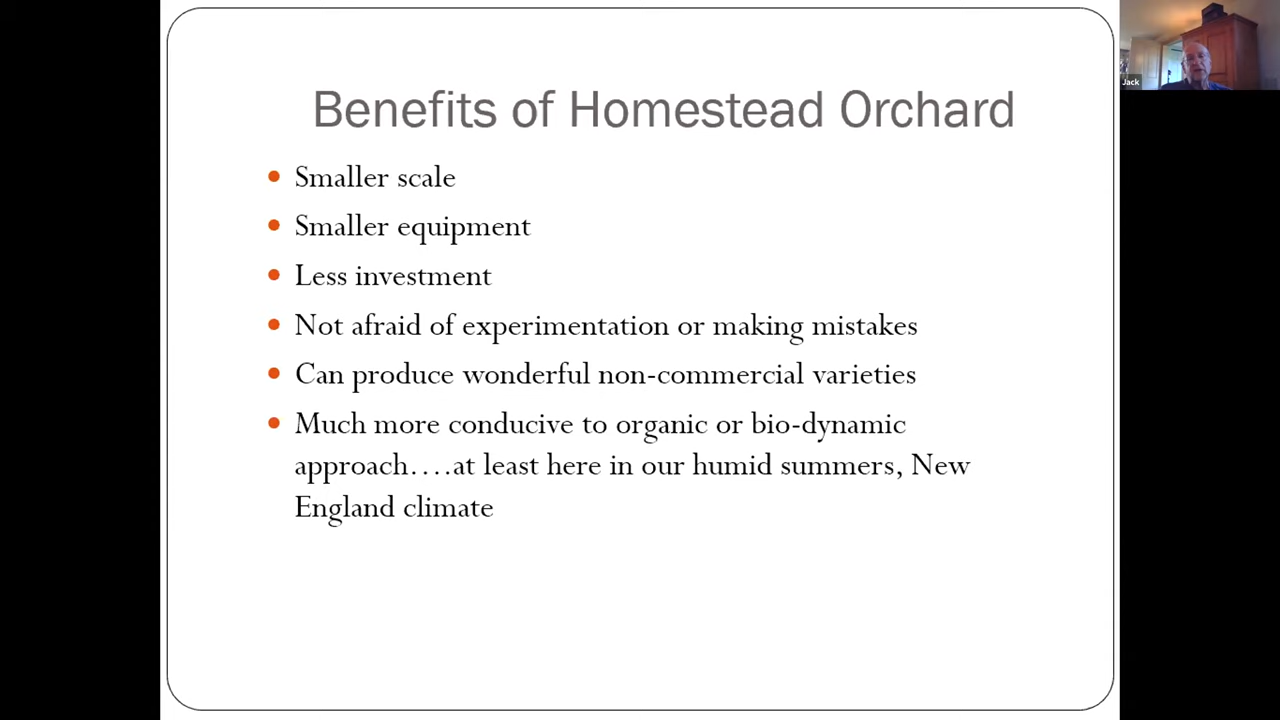 Benefits of Homestead Orchard
Smaller scale
Smaller equipment
Less investment
Not afraid of experimentation or making mistakes
Can produce wonderful non-commercial varieties
Much more conducive to organic or bio-dynamic
approach….at least here in our humid summers, New
England climate
Jack